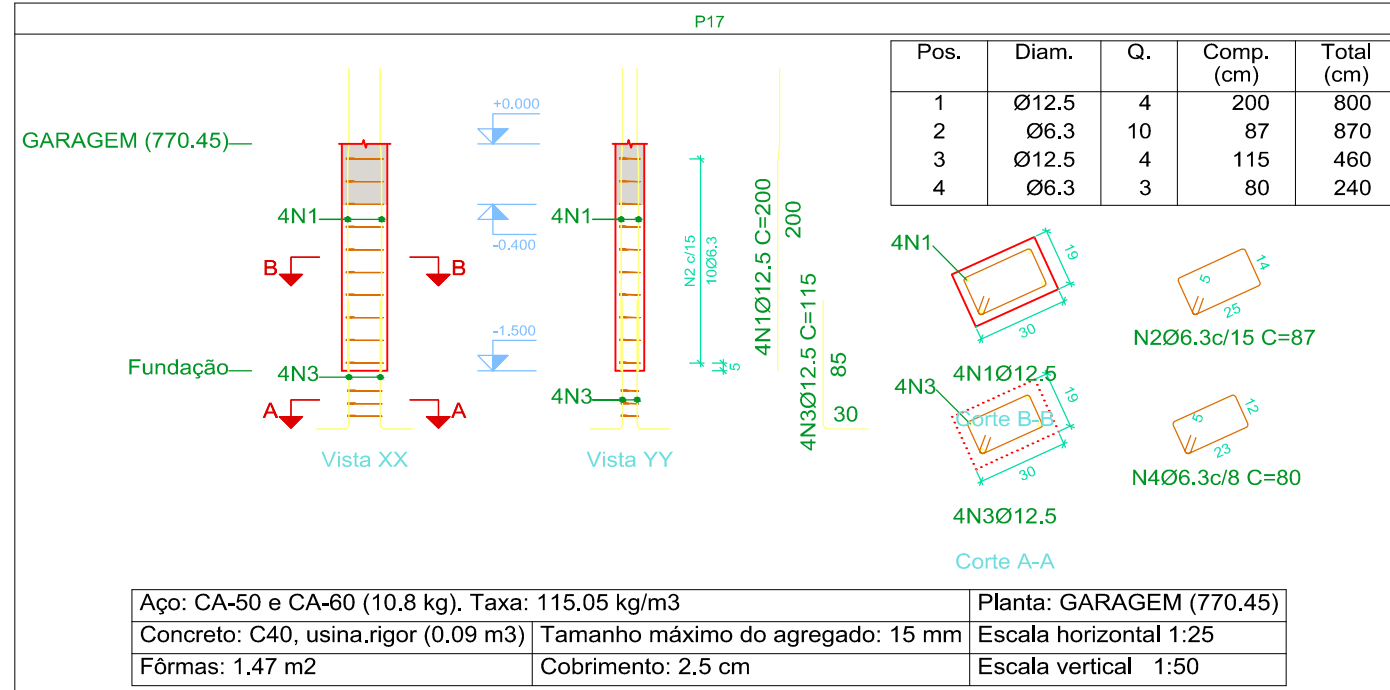 P17
Pos. Diam. Q. Comp. (cm) Total (cm)
1 Ø12.5 4 200 800
2 Ø6.3 10 87 870
3 Ø12.5 4 115 460
4 Ø6.3 3 80 240
GARAGEM (770.45)
+0.000
4N1
-0.400
B B
-1.500
Fundação
4N3
A A
Vista XX
4N1
4N3
Vista YY
N2 c/15
10Ø6.3
5
4N1Ø12.5 C=200
200
4N3Ø12.5 C=115
85
30
4N1
19
30
4N1Ø12.5
Corte B-B
5
14
25
N2Ø6.3c/15 C=87
4N3
19
30
4N3Ø12.5
Corte A-A
5
12
23
N4Ø6.3c/8 C=80
Aço: CA-50 e CA-60 (10.8 kg). Taxa: 115.05 kg/m3
Planta: GARAGEM (770.45)
Concreto: C40, usina.rigor (0.09 m3)
Tamanho máximo do agregado: 15 mm
Escala horizontal 1:25
Fôrmas: 1.47 m2
Cobrimento: 2.5 cm
Escala vertical 1:50